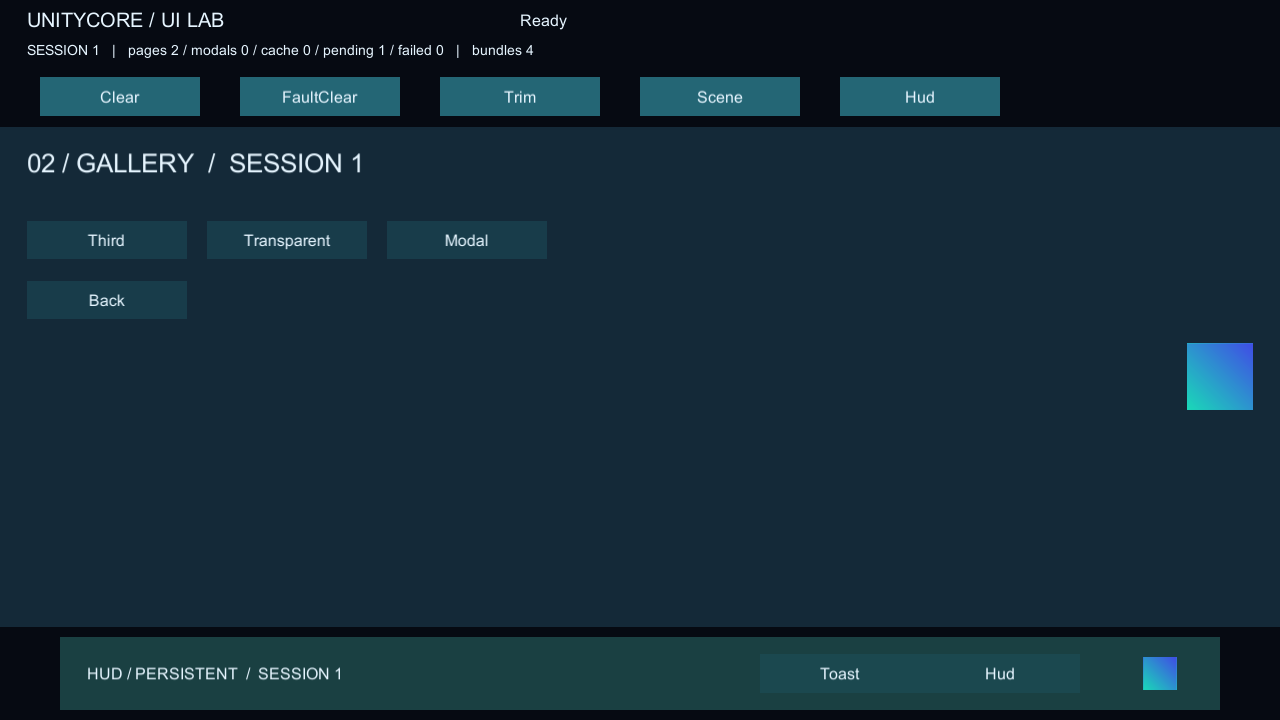 UNITYCORE / UI LAB
Ready
SESSION 1 | pages 2 / modals 0 / cache 0 / pending 1 / failed 0 | bundles 4
Clear
FaultClear
Trim
Scene
Hud
02 / GALLERY / SESSION 1
Third
Transparent
Modal
Back
HUD / PERSISTENT / SESSION 1
Toast
Hud